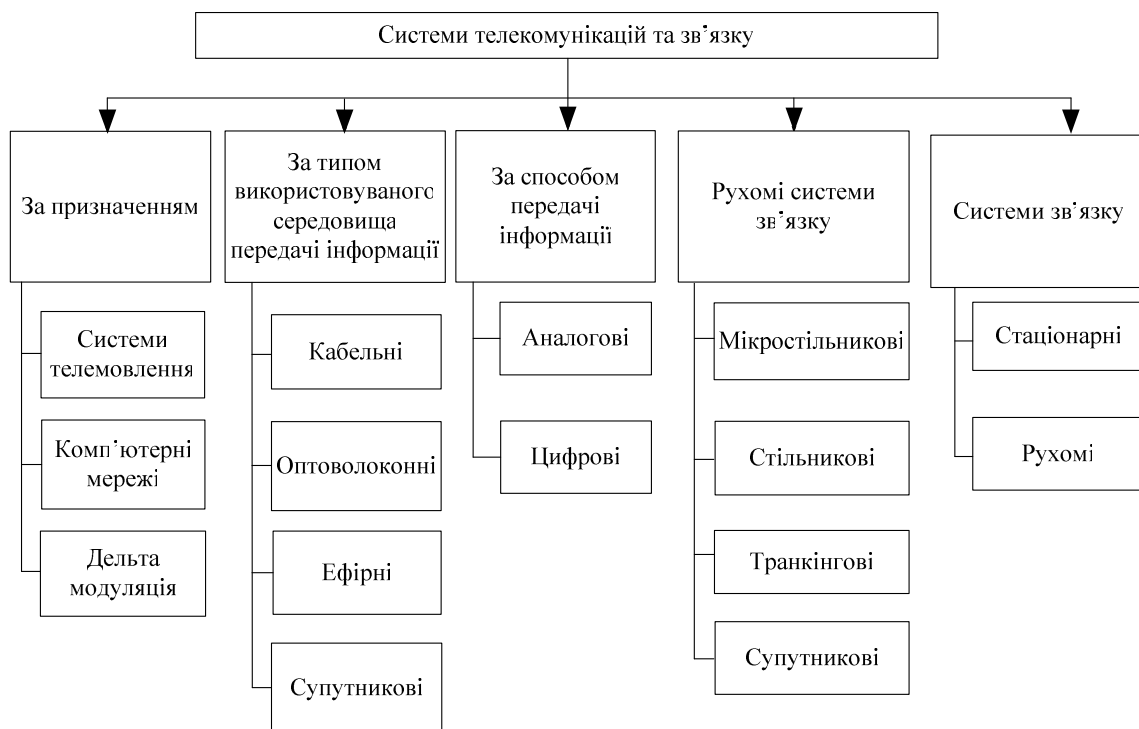 Системи телекомунікацій та зв'язку
За призначенням
Системи
телемовлення
Комп'ютерні
мережі
Дельта
модуляція
За типом
використовуваного
середовища
передачі інформації
Кабельні
Оптоволоконні
Ефірні
Супутникові
За способом
передачі
інформації
Аналогові
Цифрові
Рухомі системи
зв'язку
Мікростільникові
Стільникові
Транкінгові
Супутникові
Системи зв'язку
Стаціонарні
Рухомі